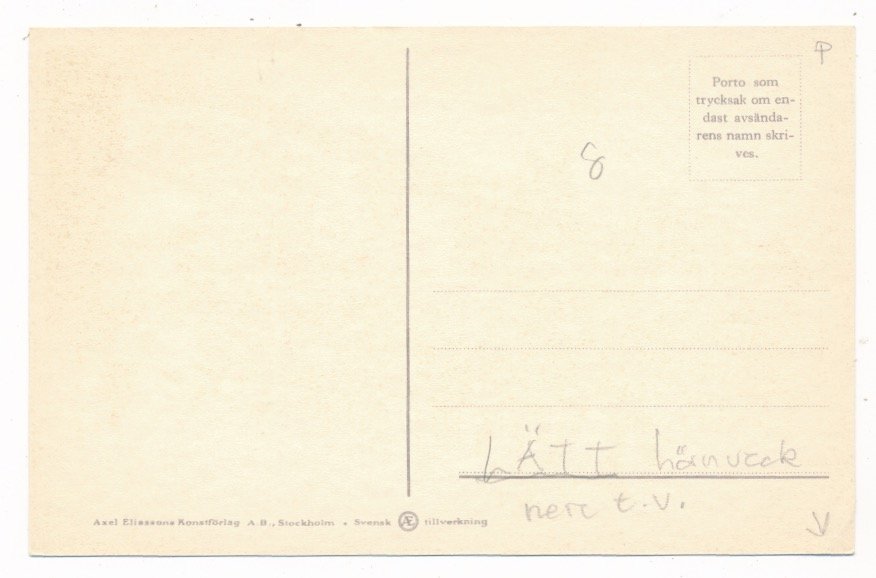 P
Porto som
trycksak om en-
dast avsända-
rens namn skri-
ves.
8
LÄTT hörnveck
nere t.v.
V
Axel Eliassons Konstförlag A B., Stockholm • Svensk Æ tillverkning